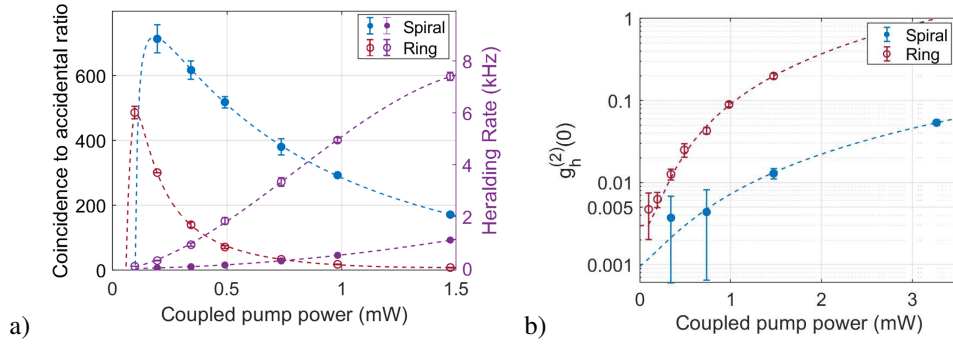 Coincidence to accidental ratio
600
400
200
0
Spiral
Ring
8
6
4
2
0
Heralding Rate (kHz)
0
0.5
1
1.5
Coupled pump power (mW)
a)
g_h^(2)(0)
1
0.1
0.01
0.005
0.001
Spiral
Ring
0
1
2
3
Coupled pump power (mW)
b)